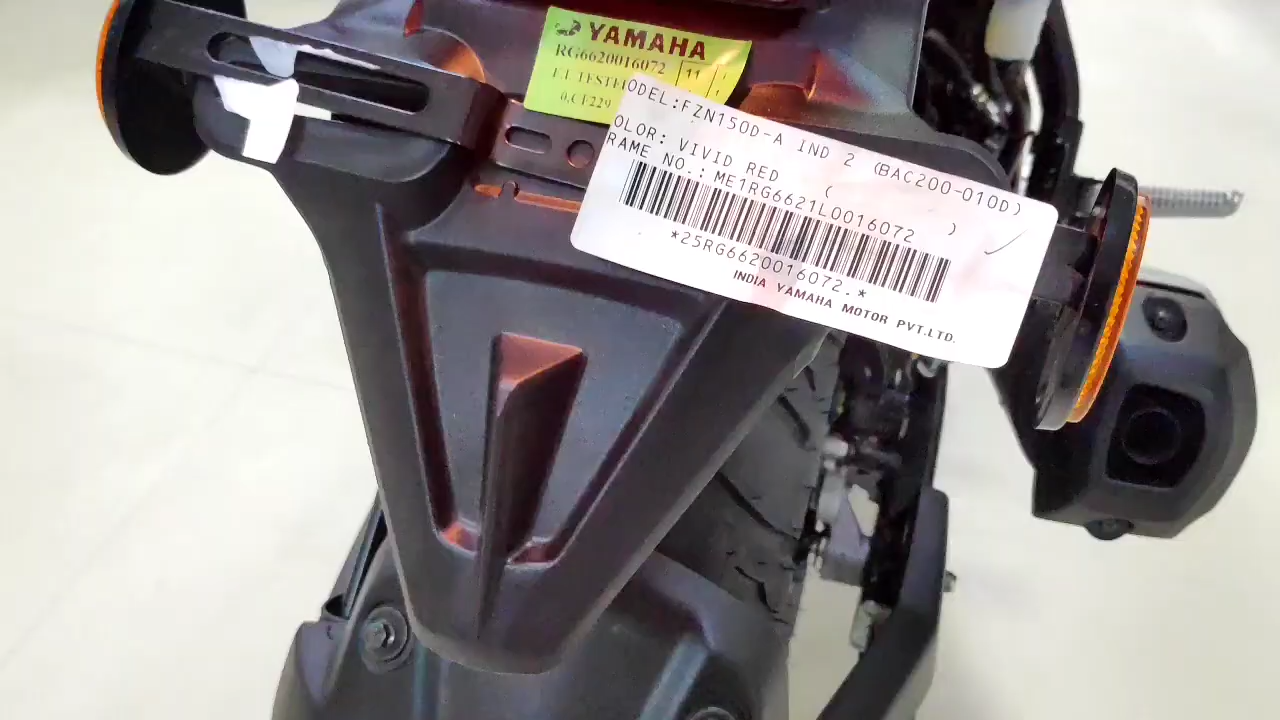 YAMAHA
RG6620016072
11
ODEL:FZN150D-A IND 2 (BAC200-010D)
OLOR: VIVID RED ( )
RAME NO.: ME1RG6621L0016072
*25RG6620016072.*
INDIA YAMAHA MOTOR PVT.LTD.